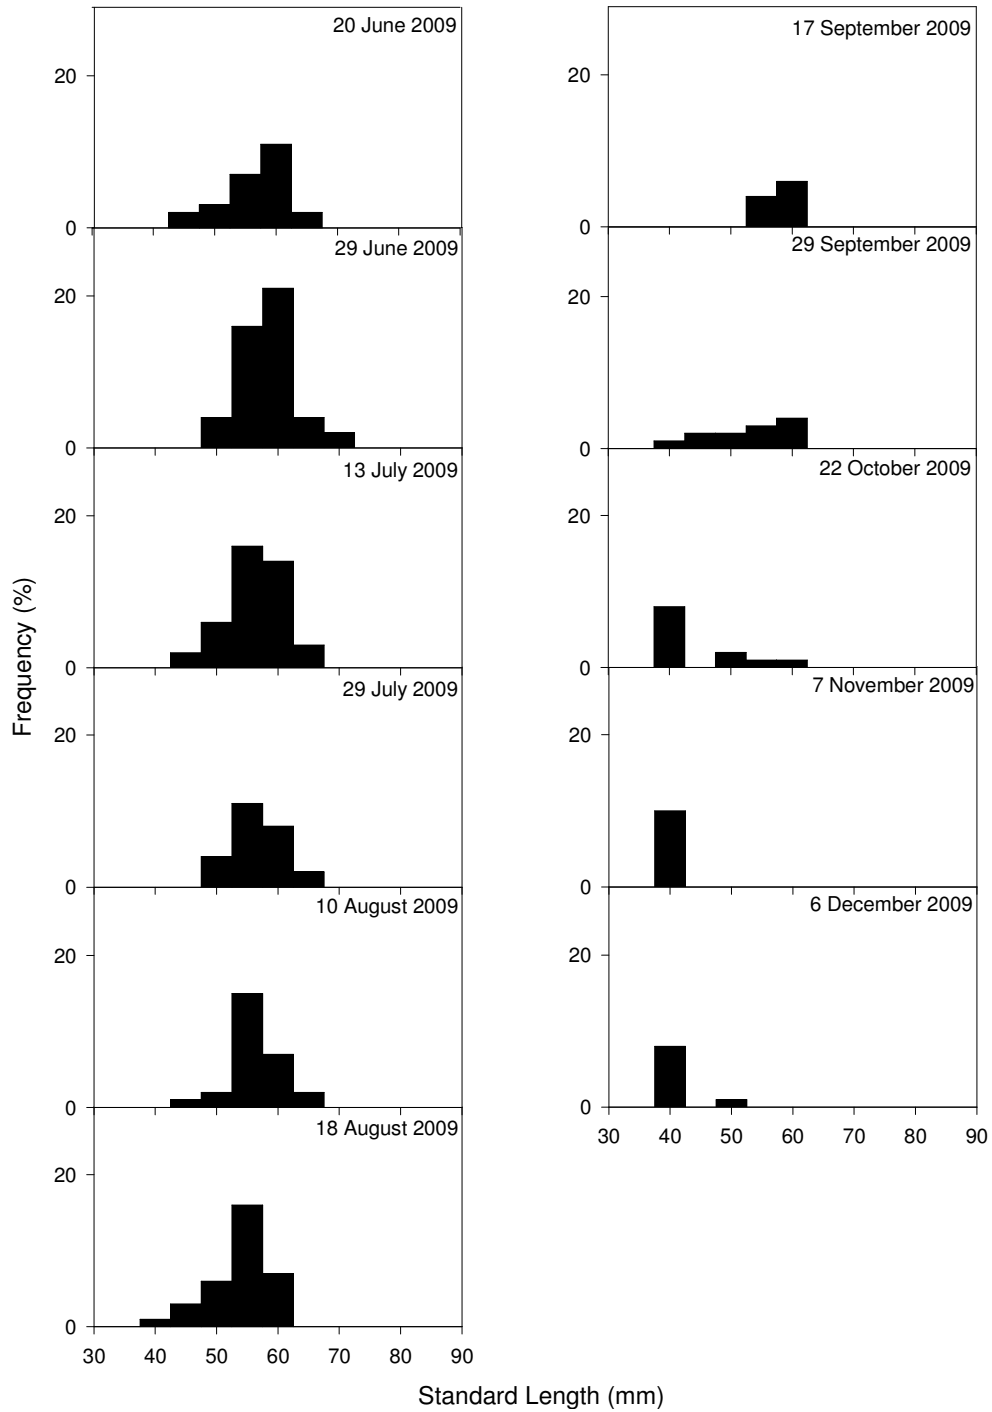 20 June 2009
20
0
29 June 2009
20
0
13 July 2009
20
0
29 July 2009
20
0
10 August 2009
20
0
18 August 2009
20
0
30 40 50 60 70 80 90
17 September 2009
20
0
29 September 2009
20
0
22 October 2009
20
0
7 November 2009
20
0
6 December 2009
20
0
30 40 50 60 70 80 90
Frequency (%)
Standard Length (mm)